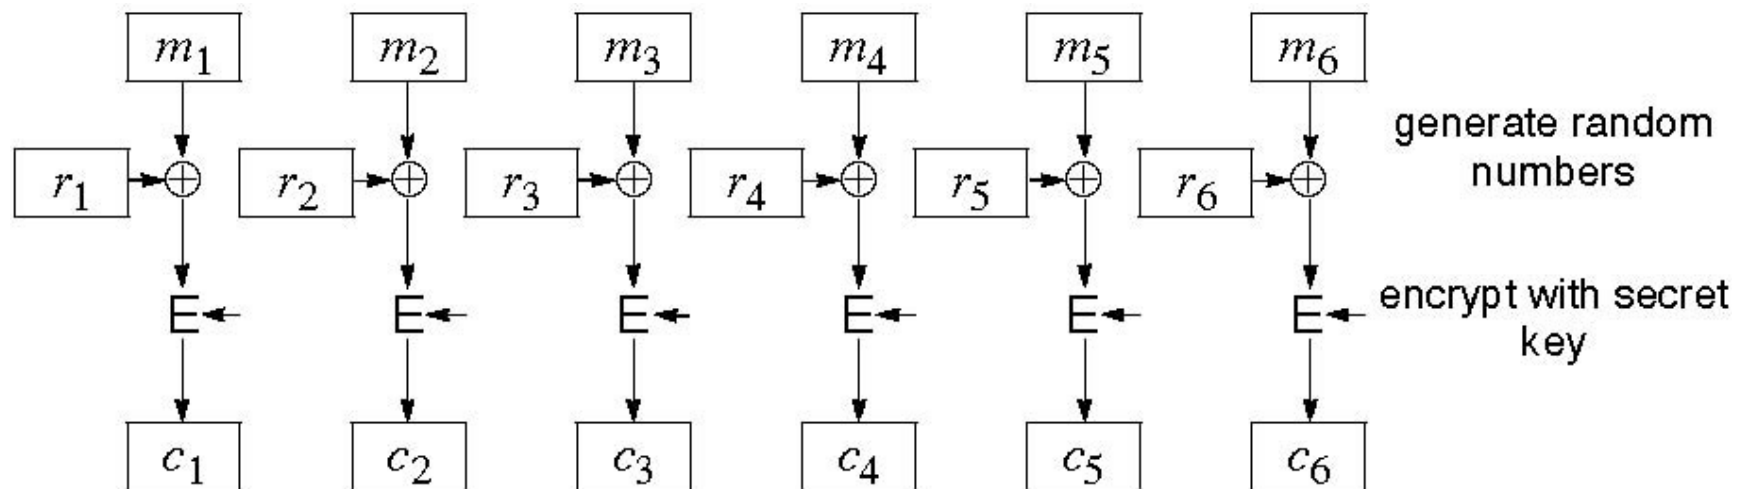 m1 m2 m3 m4 m5 m6
generate random
numbers
r1 r2 r3 r4 r5 r6
E E E E E E
encrypt with secret
key
c1 c2 c3 c4 c5 c6